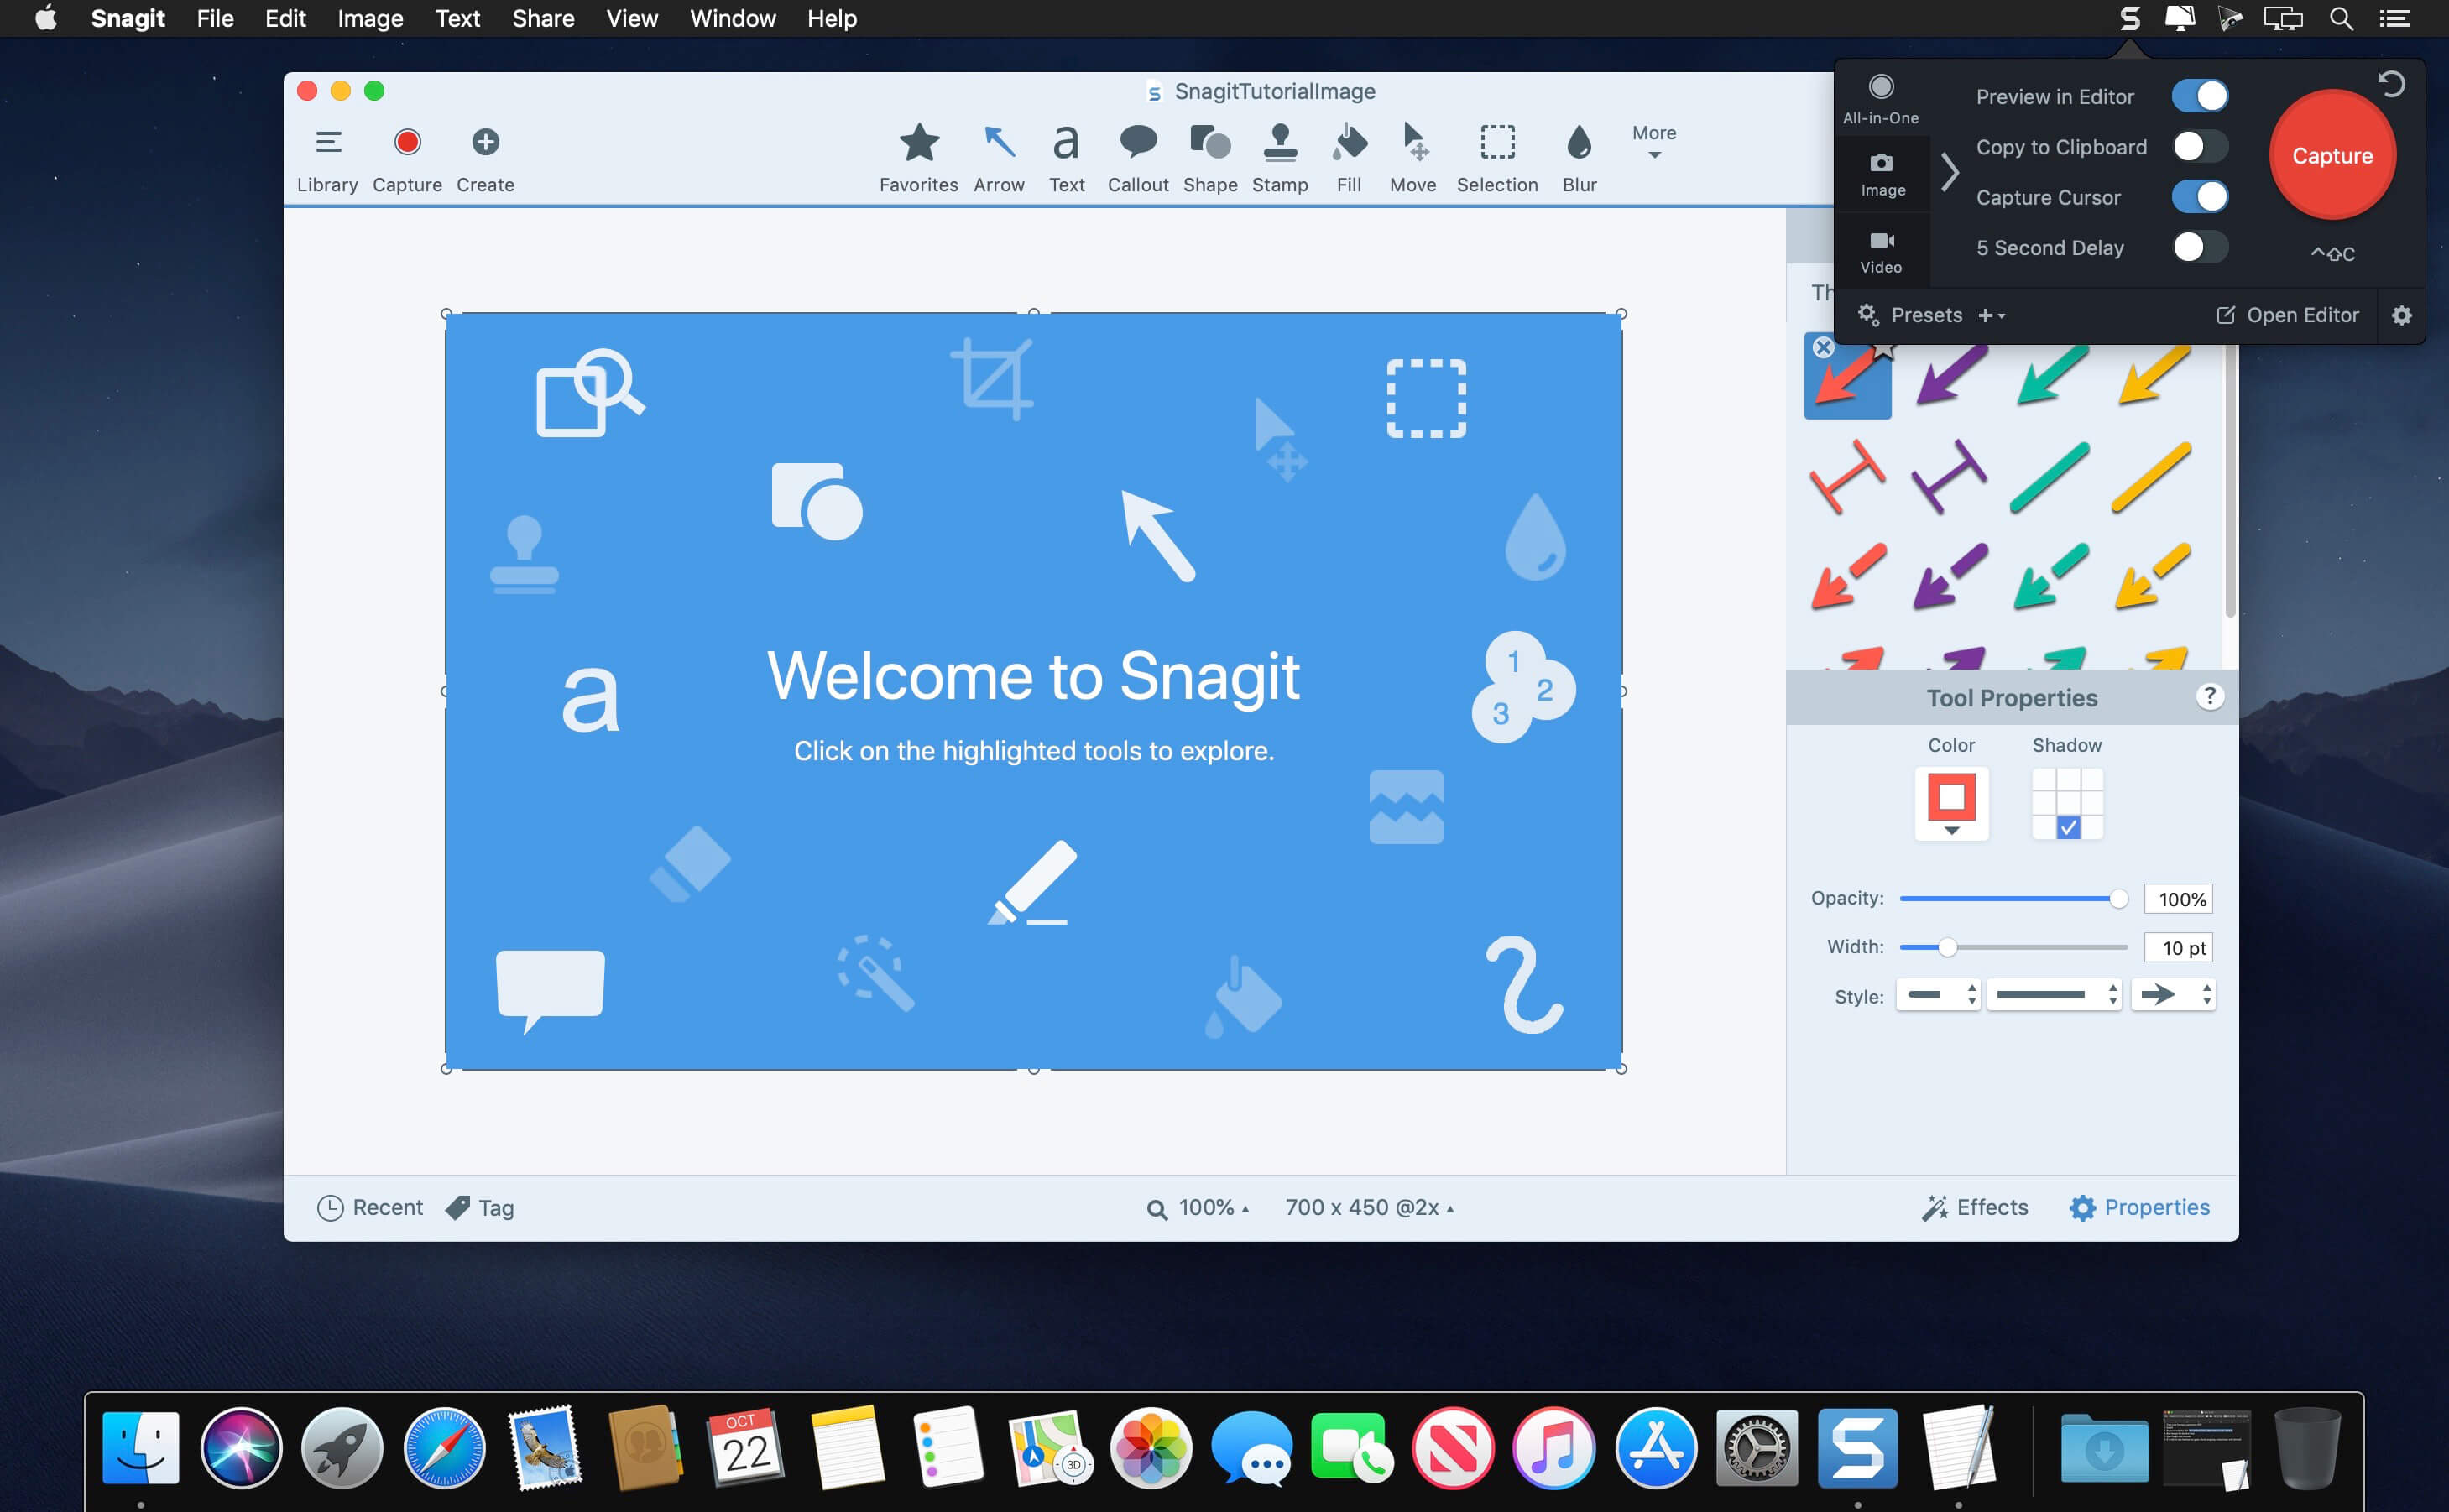 Snagit File Edit Image Text Share View Window Help
SnagitTutorialImage
Library Capture Create
Favorites Arrow Text Callout Shape Stamp Fill Move Selection Blur More
All-in-One
Image
Video
Preview in Editor
Copy to Clipboard
Capture Cursor
5 Second Delay
Capture
^⇧C
Presets
Open Editor
Welcome to Snagit
Click on the highlighted tools to explore.
a
1
2
3
Tool Properties ?
Color Shadow
Opacity: 100%
Width: 10 pt
Style:
Recent Tag 100% 700 x 450 @2x Effects Properties
OCT
22
3D